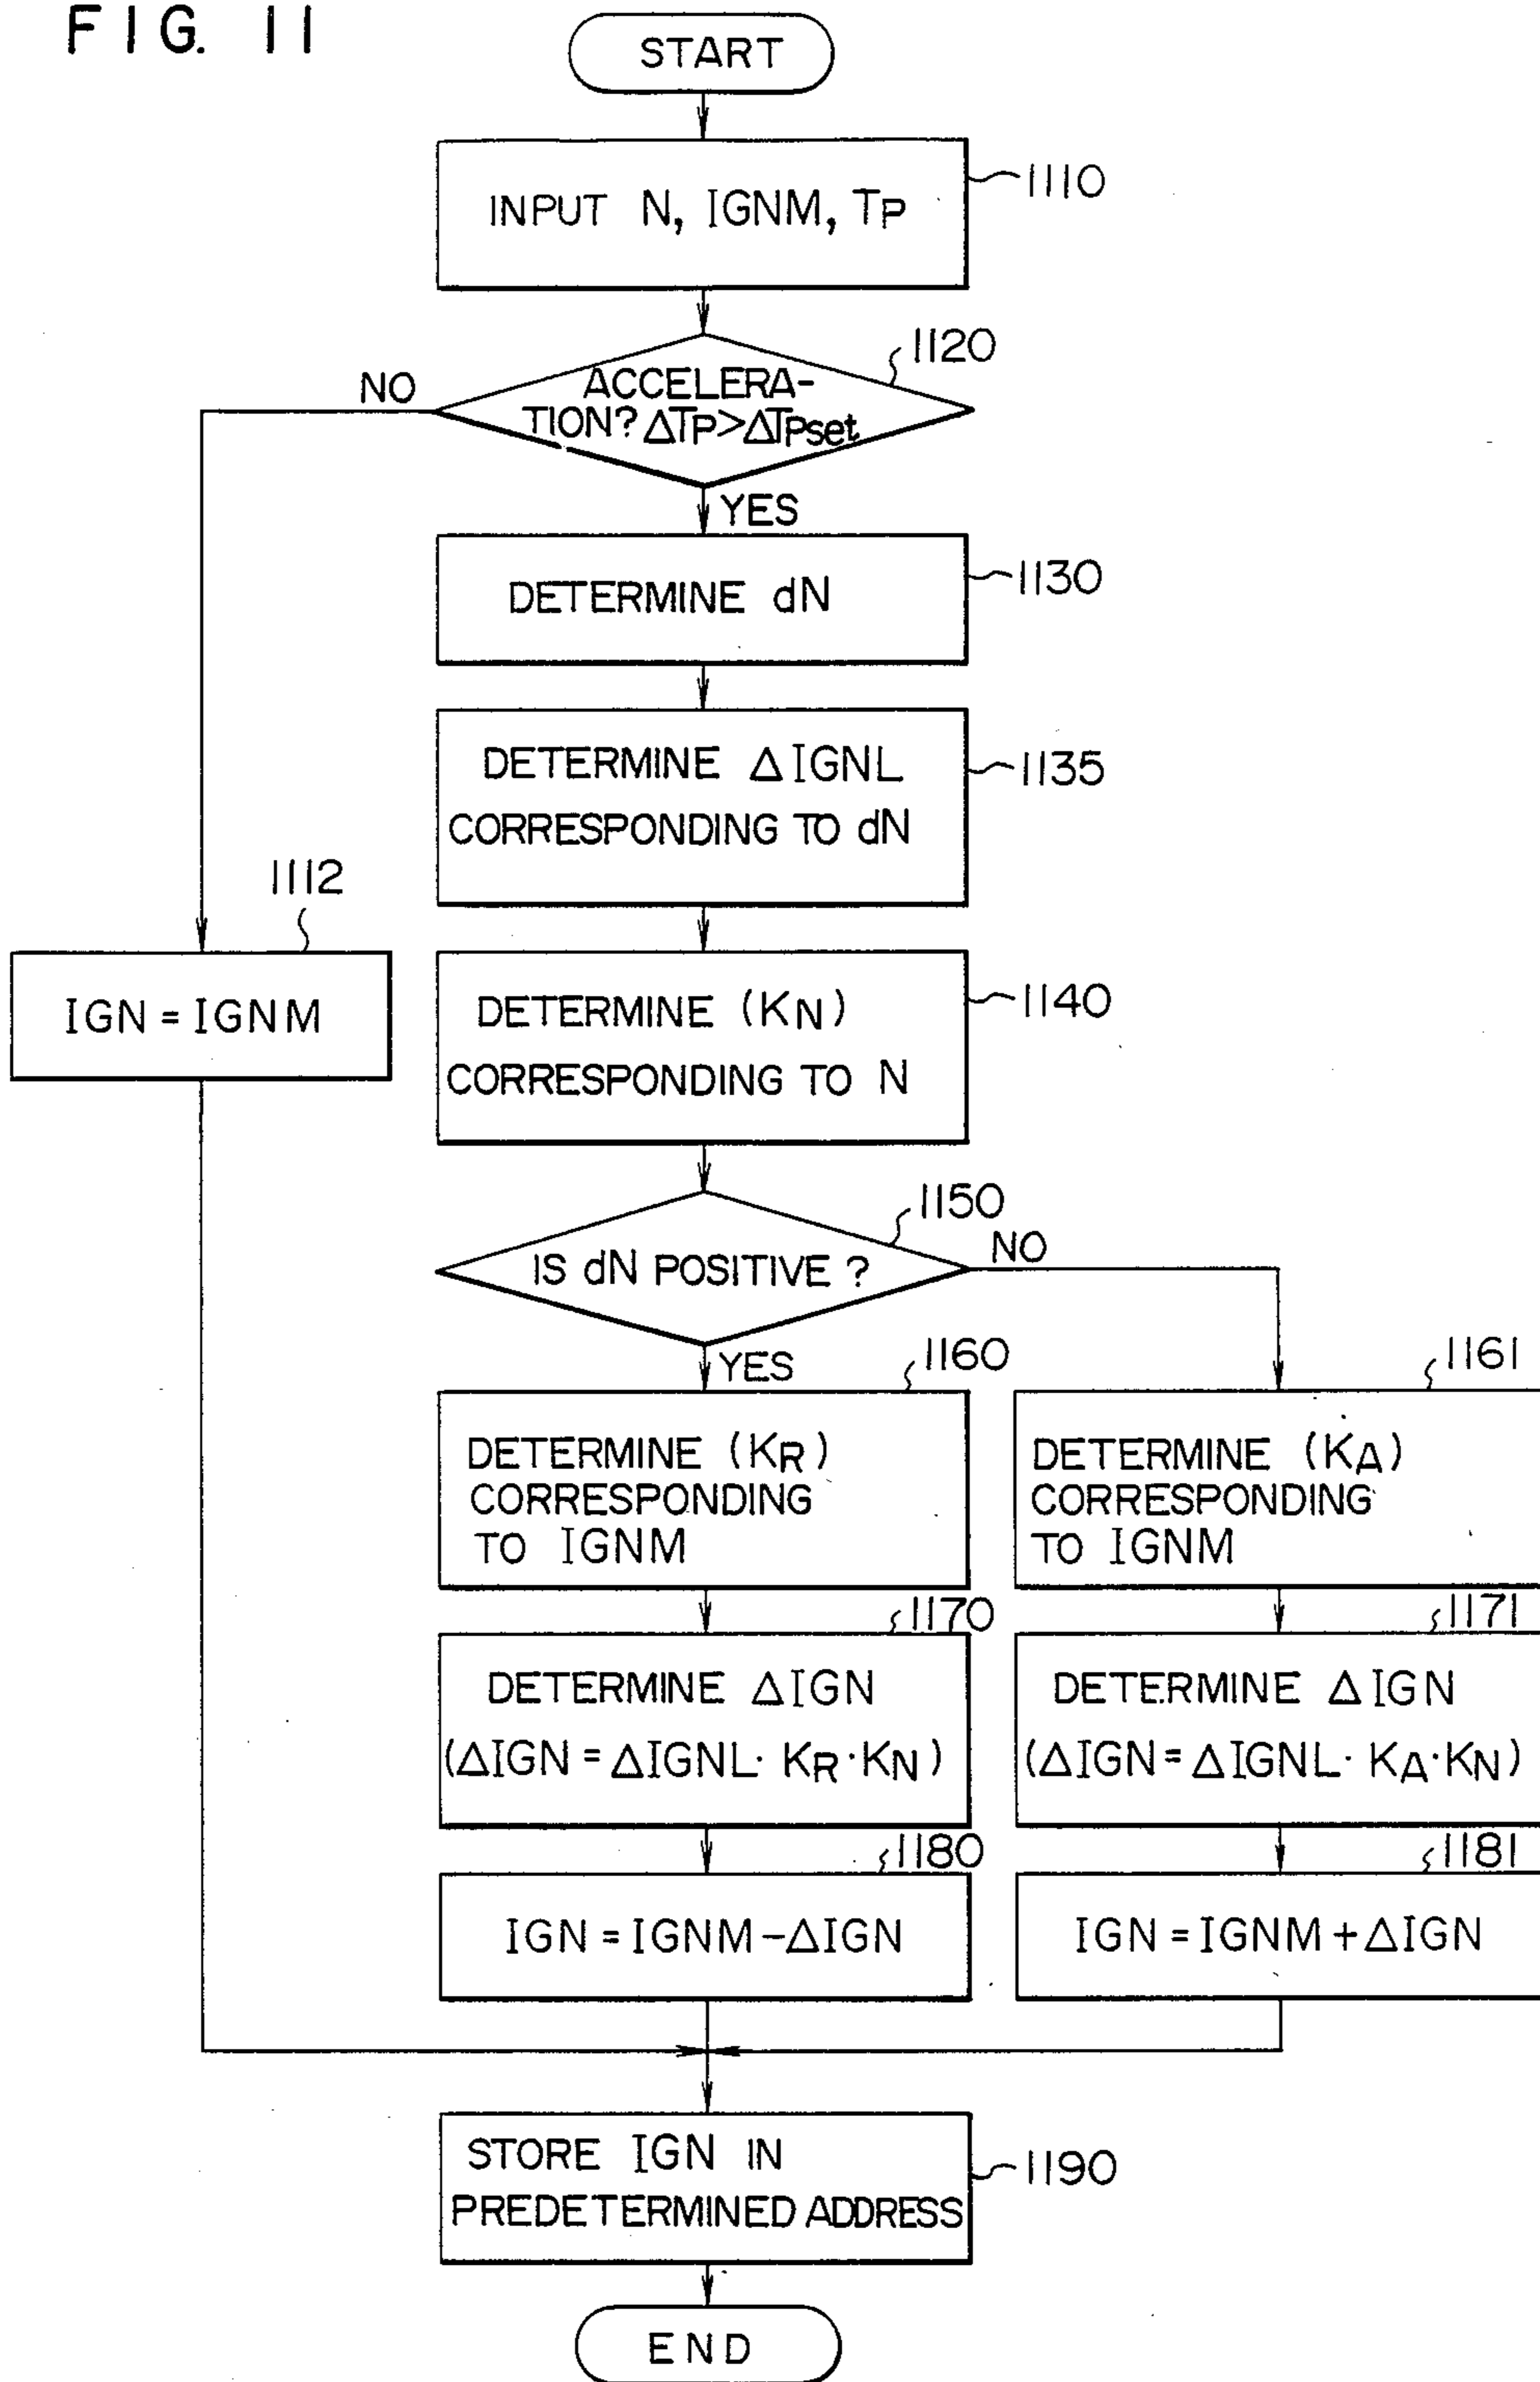 FIG. 11
START
INPUT N, IGNM, TP
1110
ACCELERA-
TION? ΔTP>ΔTPset
1120
NO
YES
DETERMINE dN
1130
DETERMINE ΔIGNL
CORRESPONDING TO dN
1135
1112
IGN = IGNM
DETERMINE (KN)
CORRESPONDING TO N
1140
IS dN POSITIVE ?
1150
NO
YES
1160
DETERMINE (KR)
CORRESPONDING
TO IGNM
1161
DETERMINE (KA)
CORRESPONDING
TO IGNM
1170
DETERMINE ΔIGN
(ΔIGN = ΔIGNL· KR·KN)
1171
DETERMINE ΔIGN
(ΔIGN = ΔIGNL· KA·KN)
1180
IGN = IGNM -ΔIGN
1181
IGN = IGNM + ΔIGN
STORE IGN IN
PREDETERMINED ADDRESS
1190
END